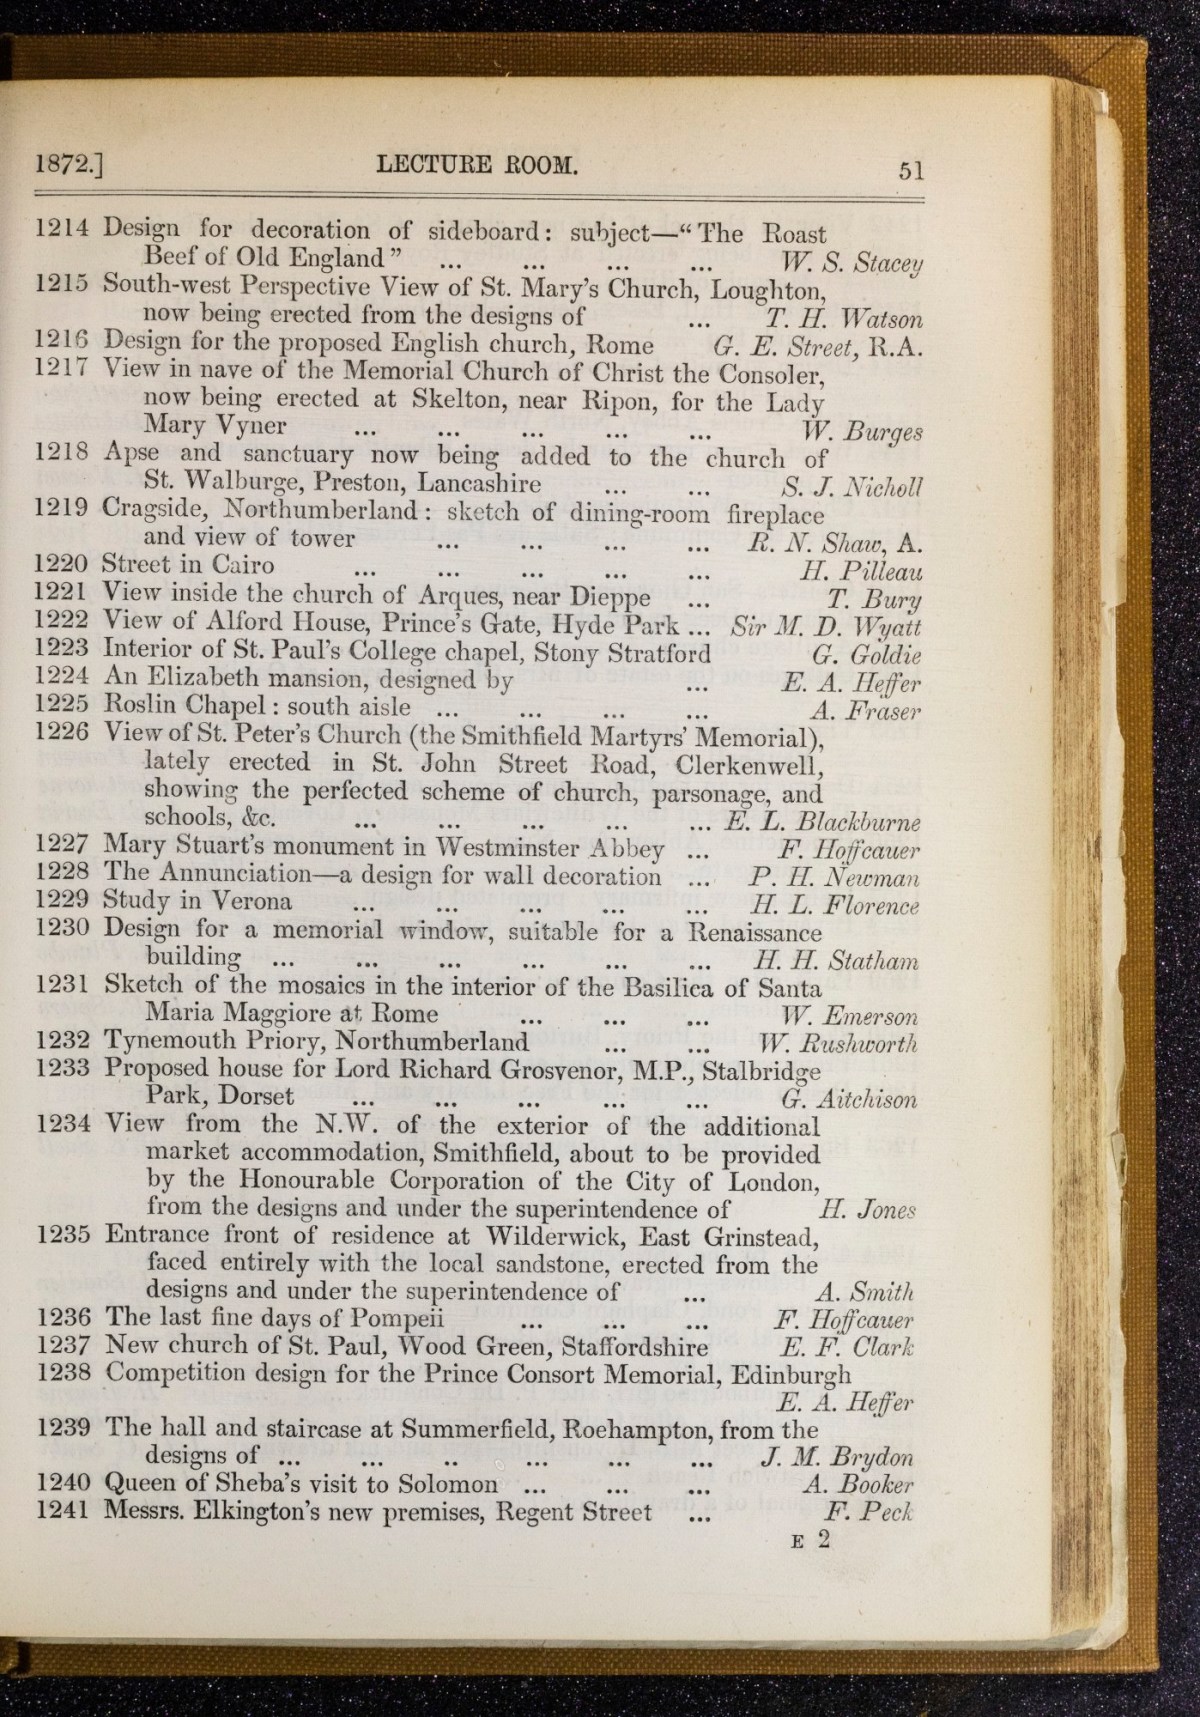 1872.] LECTURE ROOM. 51
1214 Design for decoration of sideboard: subject—“The Roast
Beef of Old England” ... ... ... ... W. S. Stacey
1215 South-west Perspective View of St. Mary's Church, Loughton,
now being erected from the designs of ... T. H. Watson
1216 Design for the proposed English church, Rome G. E. Street, R.A.
1217 View in nave of the Memorial Church of Christ the Consoler,
now being erected at Skelton, near Ripon, for the Lady
Mary Vyner ... ... ... ... ... W. Burges
1218 Apse and sanctuary now being added to the church of
St. Walburge, Preston, Lancashire ... ... S. J. Nicholl
1219 Cragside, Northumberland: sketch of dining-room fireplace
and view of tower ... ... ... ... R. N. Shaw, A.
1220 Street in Cairo ... ... ... ... ... H. Pilleau
1221 View inside the church of Arques, near Dieppe ... T. Bury
1222 View of Alford House, Prince's Gate, Hyde Park ... Sir M. D. Wyatt
1223 Interior of St. Paul's College chapel, Stony Stratford G. Goldie
1224 An Elizabeth mansion, designed by ... E. A. Heffer
1225 Roslin Chapel: south aisle ... ... ... ... A. Fraser
1226 View of St. Peter's Church (the Smithfield Martyrs' Memorial),
lately erected in St. John Street Road, Clerkenwell,
showing the perfected scheme of church, parsonage, and
schools, &c. ... ... ... ... ... E. L. Blackburne
1227 Mary Stuart's monument in Westminster Abbey ... F. Hoffcauer
1228 The Annunciation—a design for wall decoration ... P. H. Newman
1229 Study in Verona ... ... ... ... ... H. L. Florence
1230 Design for a memorial window, suitable for a Renaissance
building ... ... ... ... ... ... H. H. Statham
1231 Sketch of the mosaics in the interior of the Basilica of Santa
Maria Maggiore at Rome ... ... ... W. Emerson
1232 Tynemouth Priory, Northumberland ... ... W. Rushworth
1233 Proposed house for Lord Richard Grosvenor, M.P., Stalbridge
Park, Dorset ... ... ... ... ... G. Aitchison
1234 View from the N.W. of the exterior of the additional
market accommodation, Smithfield, about to be provided
by the Honourable Corporation of the City of London,
from the designs and under the superintendence of H. Jones
1235 Entrance front of residence at Wilderwick, East Grinstead,
faced entirely with the local sandstone, erected from the
designs and under the superintendence of ... A. Smith
1236 The last fine days of Pompeii ... ... ... F. Hoffcauer
1237 New church of St. Paul, Wood Green, Staffordshire E. F. Clark
1238 Competition design for the Prince Consort Memorial, Edinburgh
E. A. Heffer
1239 The hall and staircase at Summerfield, Roehampton, from the
designs of ... ... .. ... ... ... J. M. Brydon
1240 Queen of Sheba's visit to Solomon ... ... ... A. Booker
1241 Messrs. Elkington's new premises, Regent Street ... F. Peck
E 2